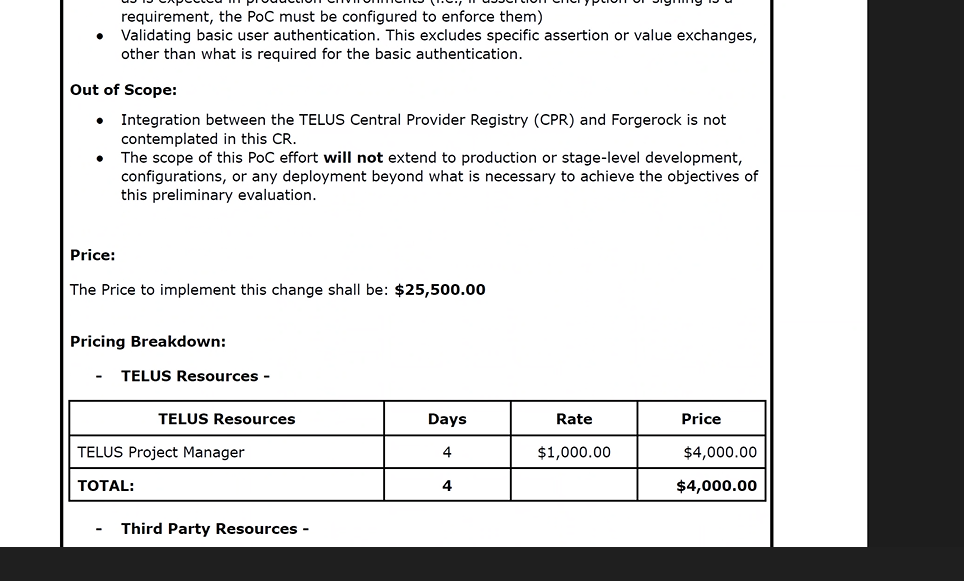 requirement, the PoC must be configured to enforce them)
● Validating basic user authentication. This excludes specific assertion or value exchanges,
other than what is required for the basic authentication.
Out of Scope:
● Integration between the TELUS Central Provider Registry (CPR) and Forgerock is not
contemplated in this CR.
● The scope of this PoC effort will not extend to production or stage-level development,
configurations, or any deployment beyond what is necessary to achieve the objectives of
this preliminary evaluation.
Price:
The Price to implement this change shall be: $25,500.00
Pricing Breakdown:
- TELUS Resources -
TELUS Resources Days Rate Price
TELUS Project Manager 4 $1,000.00 $4,000.00
TOTAL: 4 $4,000.00
- Third Party Resources -